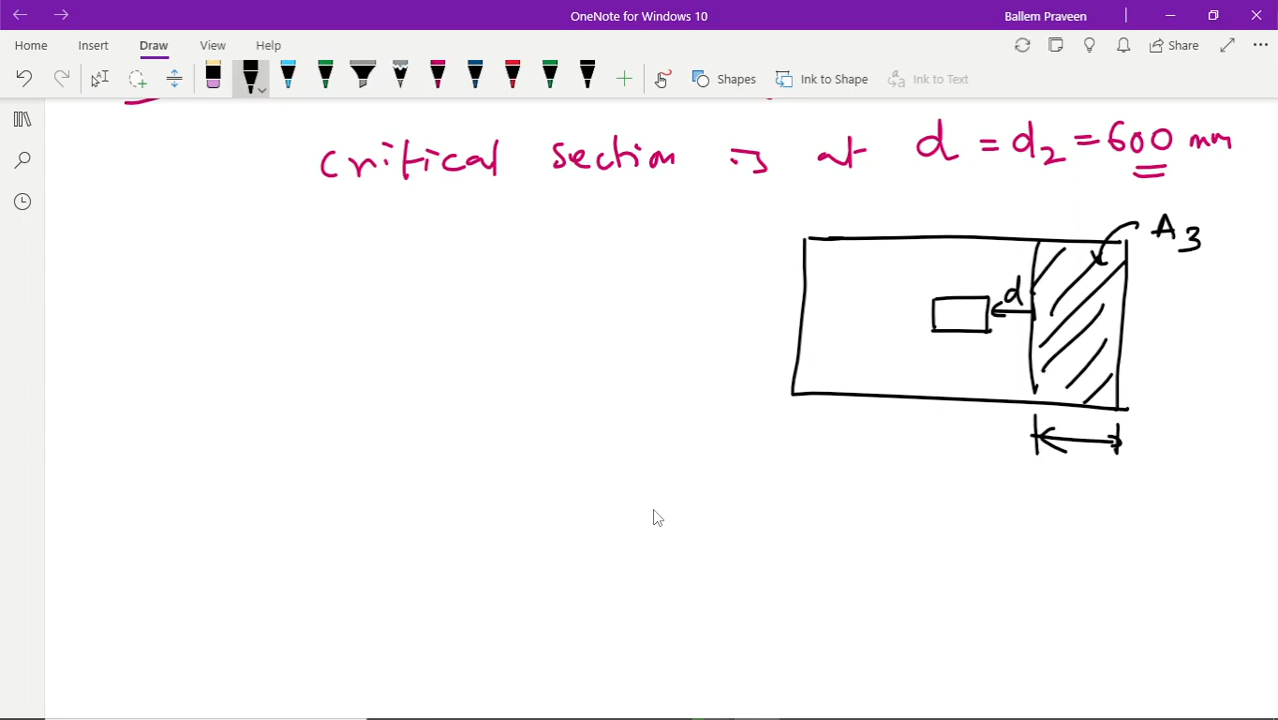 OneNote for Windows 10
Ballem Praveen
Home Insert Draw View Help
Share
Shapes Ink to Shape Ink to Text
critical section is at d = d2 = 600 mm
A3
d